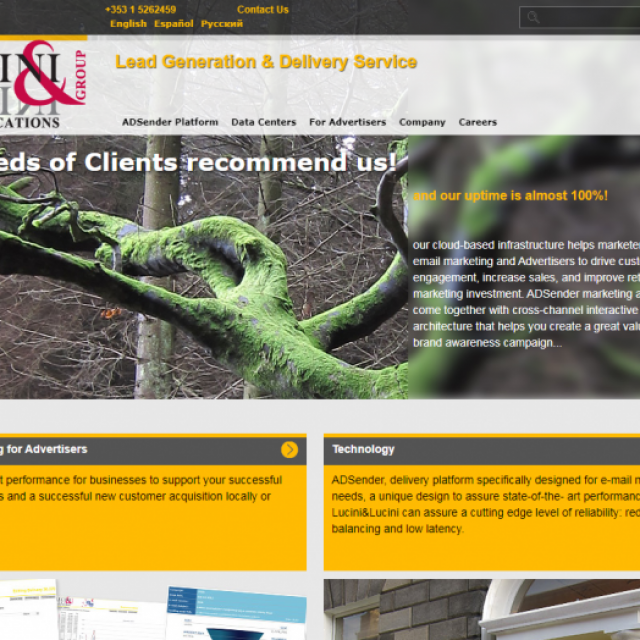 +353 1 5262459
Contact Us
English Español Русский
INI & GROUP
CATIONS
Lead Generation & Delivery Service
ADSender Platform Data Centers For Advertisers Company Careers
eds of Clients recommend us!
and our uptime is almost 100%!
our cloud-based infrastructure helps markete
email marketing and Advertisers to drive cust
engagement, increase sales, and improve ret
marketing investment. ADSender marketing a
come together with cross-channel interactive
architecture that helps you create a great valu
brand awareness campaign...
g for Advertisers
t performance for businesses to support your successful
s and a successful new customer acquisition locally or
Technology
ADSender, delivery platform specifically designed for e-mail m
needs, a unique design to assure state-of-the- art performanc
Lucini&Lucini can assure a cutting edge level of reliability: red
balancing and low latency.